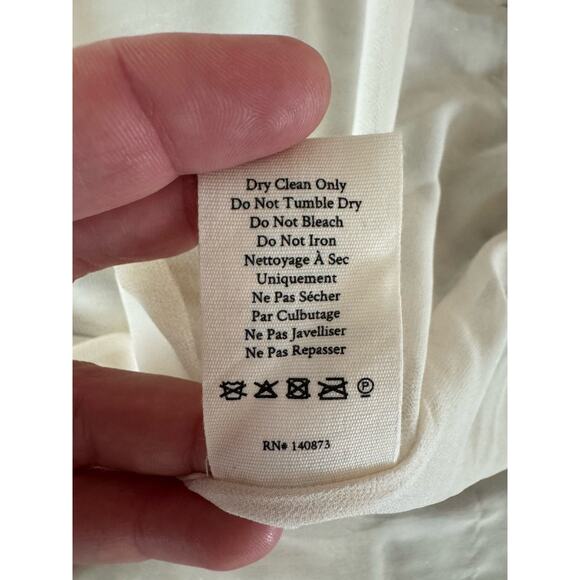 Dry Clean Only
Do Not Tumble Dry
Do Not Bleach
Do Not Iron
Nettoyage À Sec
Uniquement
Ne Pas Sécher
Par Culbutage
Ne Pas Javelliser
Ne Pas Repasser
P
RN# 140873